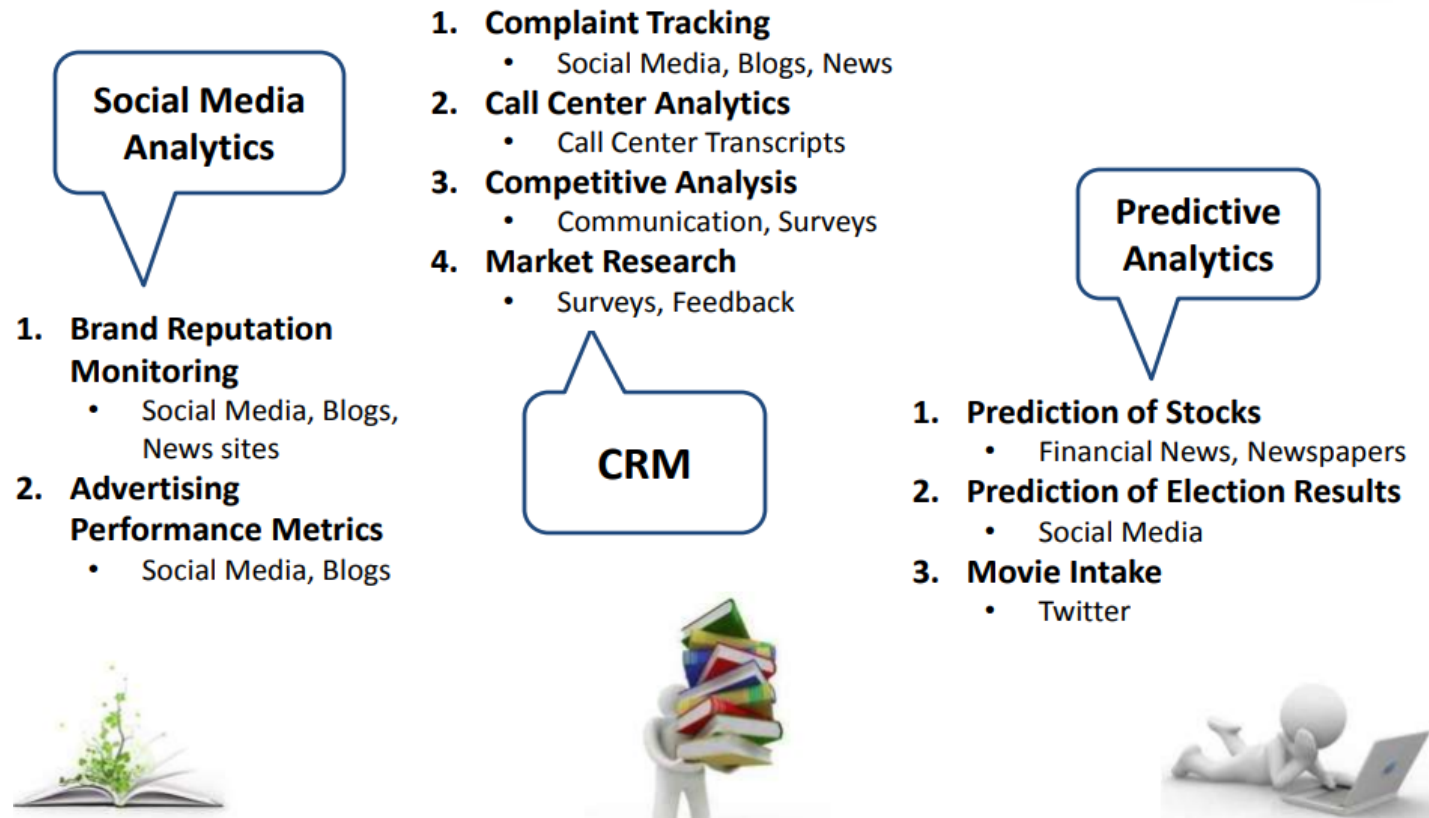 Social Media
Analytics
1. Brand Reputation
Monitoring
• Social Media, Blogs,
News sites
2. Advertising
Performance Metrics
• Social Media, Blogs
1. Complaint Tracking
• Social Media, Blogs, News
2. Call Center Analytics
• Call Center Transcripts
3. Competitive Analysis
• Communication, Surveys
4. Market Research
• Surveys, Feedback
CRM
Predictive
Analytics
1. Prediction of Stocks
• Financial News, Newspapers
2. Prediction of Election Results
• Social Media
3. Movie Intake
• Twitter